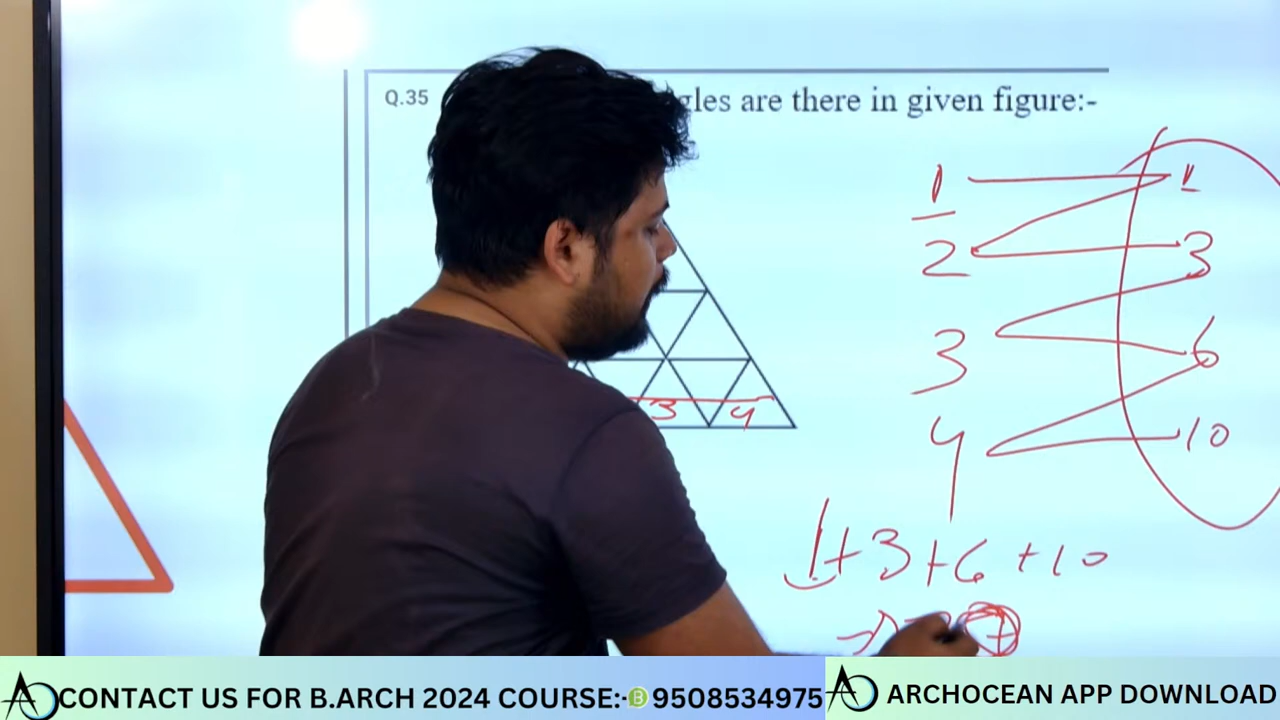 Q.35 gles are there in given figure:-
1 1
2 3
3 6
4 10
3 4
1+3+6+10
CONTACT US FOR B.ARCH 2024 COURSE:- 9508534975
ARCHOCEAN APP DOWNLOAD